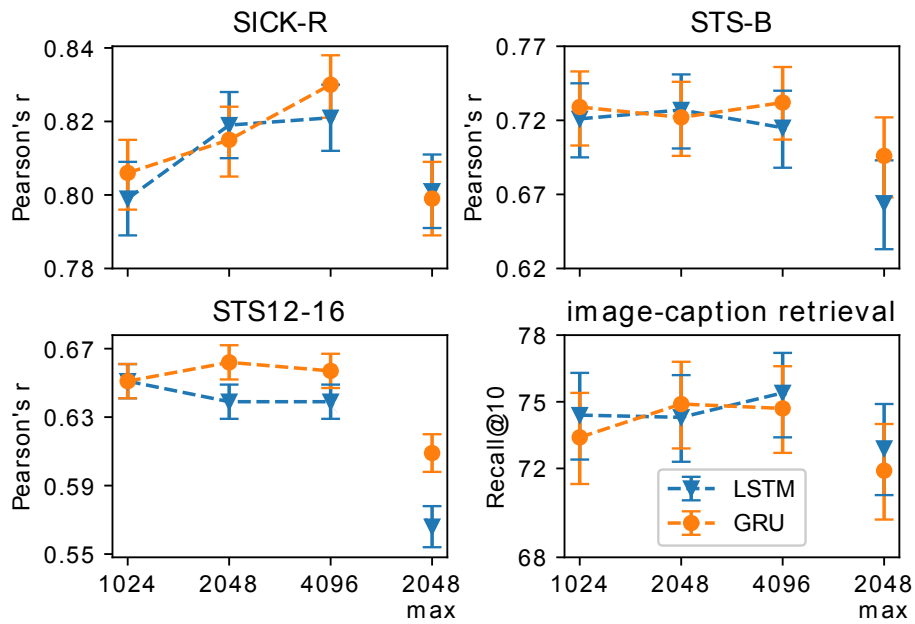 SICK-R
Pearson's r
0.84
0.82
0.80
0.78
STS-B
Pearson's r
0.77
0.72
0.67
0.62
STS12-16
Pearson's r
0.67
0.63
0.59
0.55
1024 2048 4096 2048
max
image-caption retrieval
Recall@10
78
75
72
68
LSTM
GRU
1024 2048 4096 2048
max